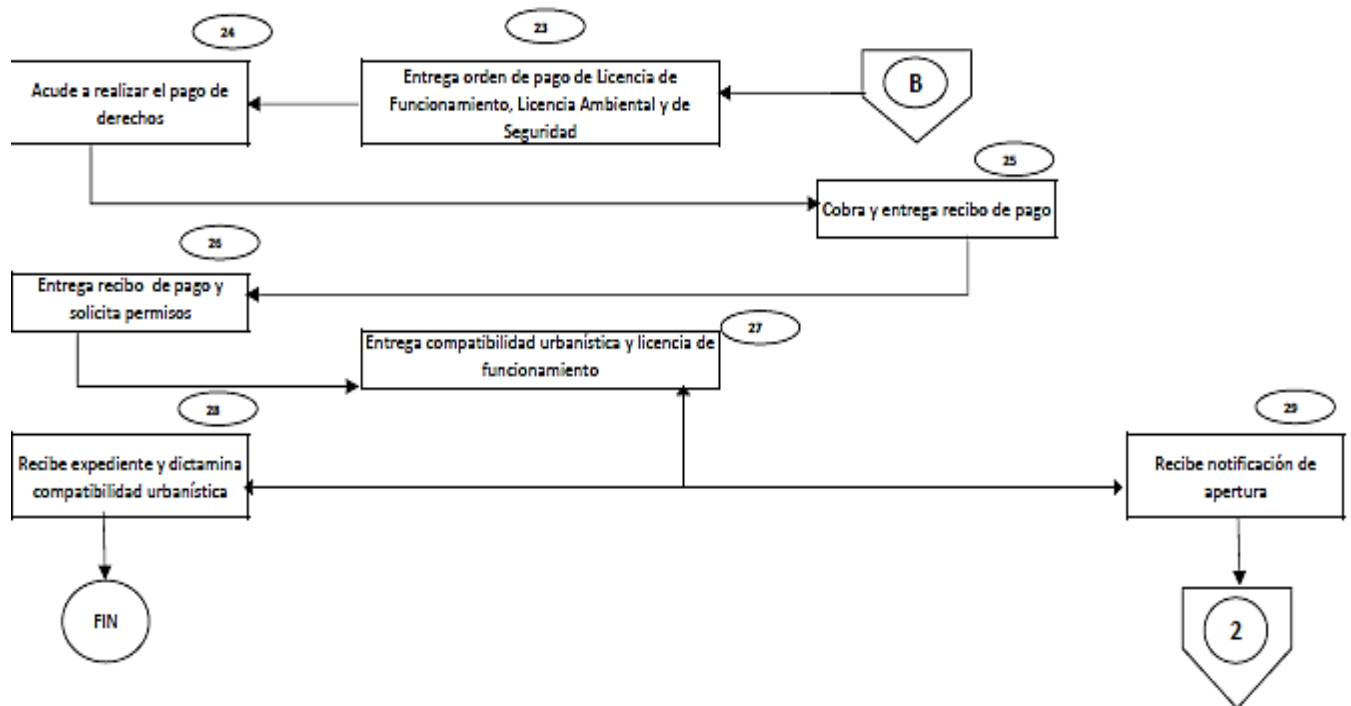 24
Acude a realizar el pago de
derechos
23
Entrega orden de pago de Licencia de
Funcionamiento, Licencia Ambiental y de
Seguridad
B
25
Cobra y entrega recibo de pago
26
Entrega recibo de pago y
solicita permisos
27
Entrega compatibilidad urbanística y licencia de
funcionamiento
28
Recibe expediente y dictamina
compatibilidad urbanística
29
Recibe notificación de
apertura
FIN
2